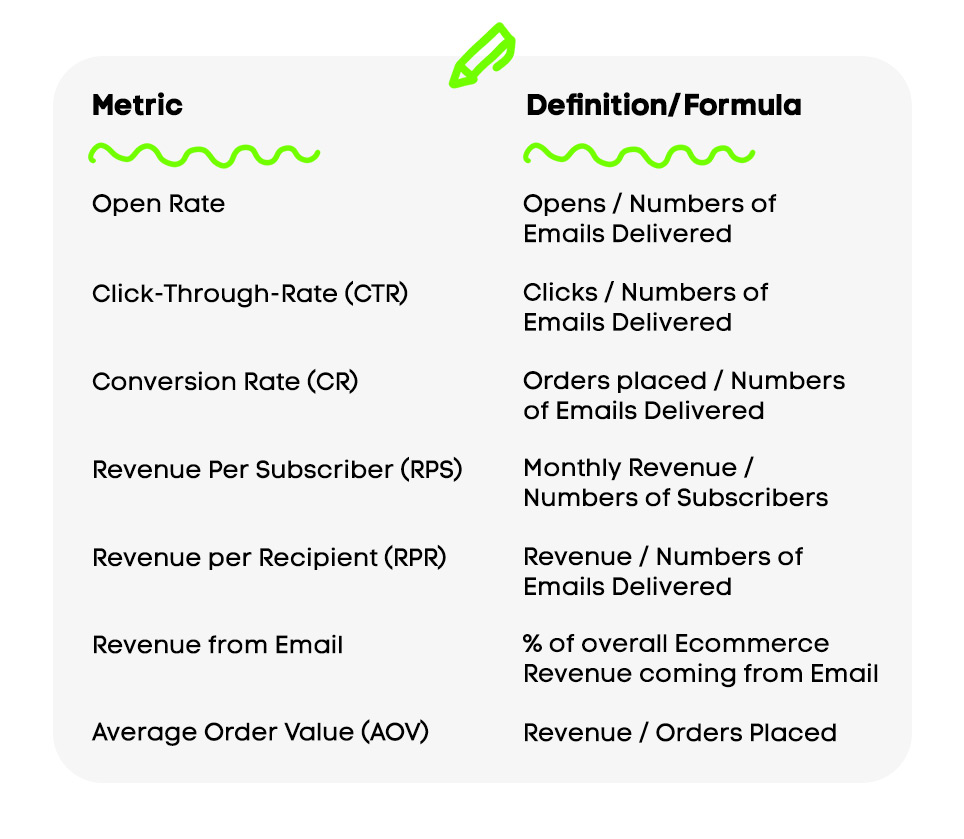 Metric
Definition/Formula
Open Rate
Opens / Numbers of
Emails Delivered
Click-Through-Rate (CTR)
Clicks / Numbers of
Emails Delivered
Conversion Rate (CR)
Orders placed / Numbers
of Emails Delivered
Revenue Per Subscriber (RPS)
Monthly Revenue /
Numbers of Subscribers
Revenue per Recipient (RPR)
Revenue / Numbers of
Emails Delivered
Revenue from Email
% of overall Ecommerce
Revenue coming from Email
Average Order Value (AOV)
Revenue / Orders Placed